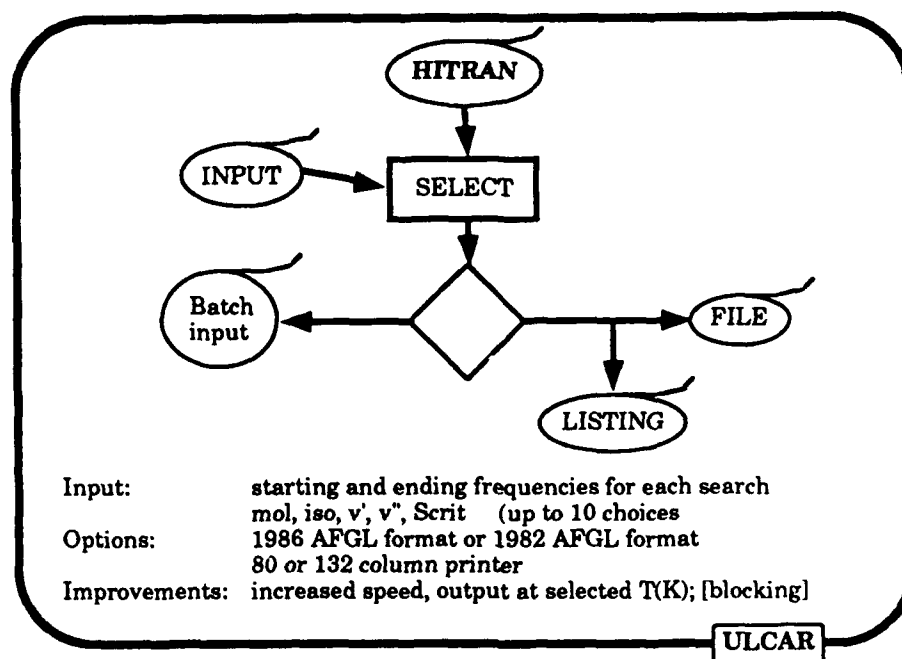 HITRAN
INPUT
SELECT
Batch
input
FILE
LISTING
Input: starting and ending frequencies for each search
mol, iso, v', v", Scrit (up to 10 choices
Options: 1986 AFGL format or 1982 AFGL format
80 or 132 column printer
Improvements: increased speed, output at selected T(K); [blocking]
ULCAR